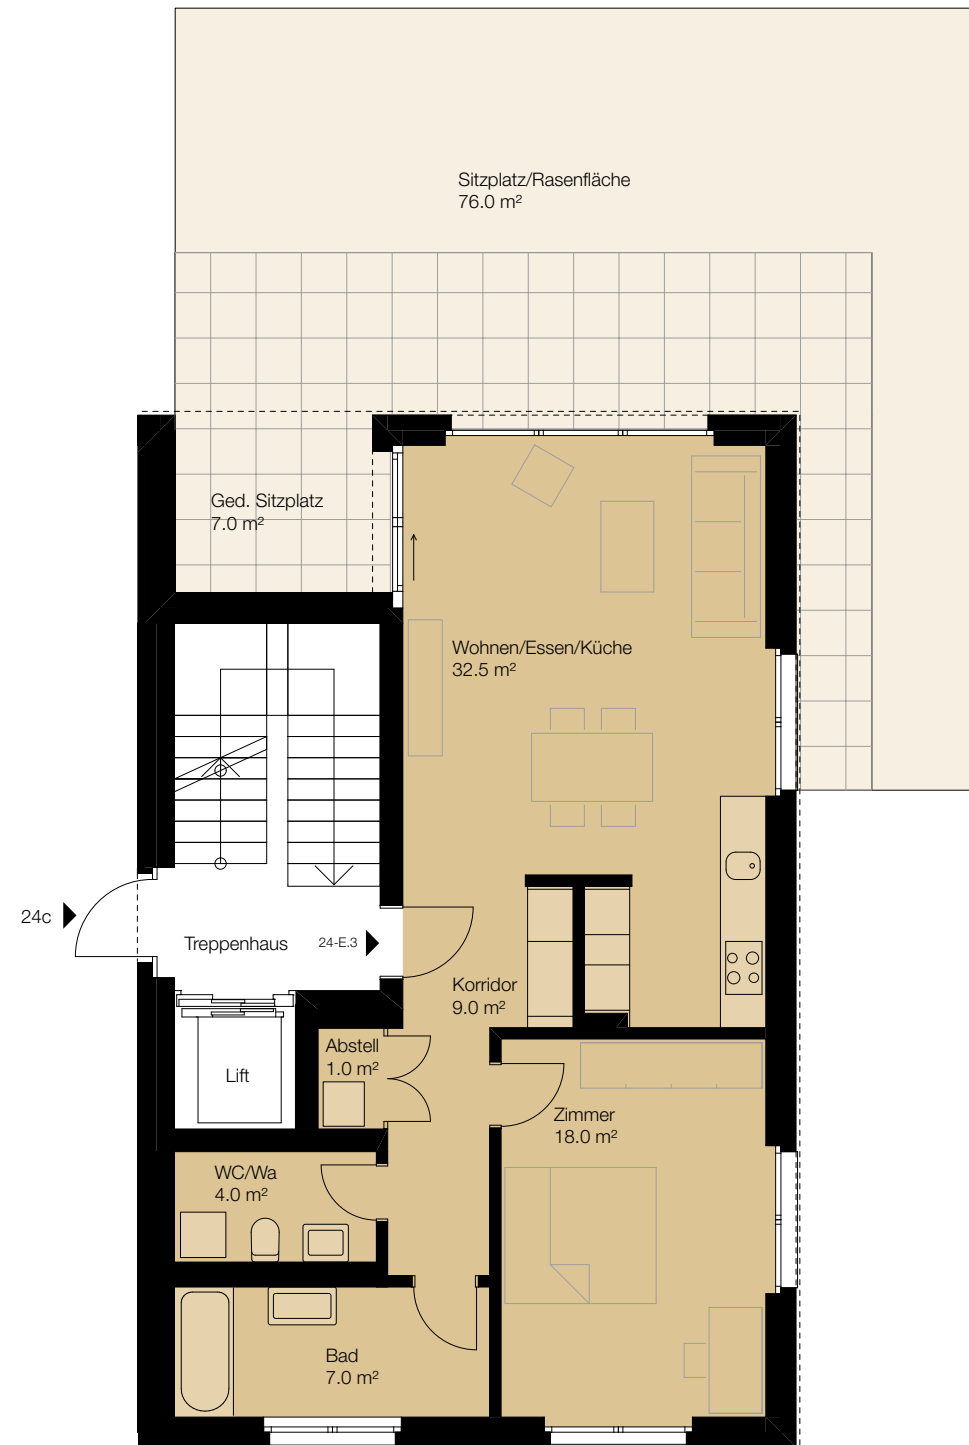 Sitzplatz/Rasenfläche
76.0 m²
Ged. Sitzplatz
7.0 m²
Wohnen/Essen/Küche
32.5 m²
24c
Treppenhaus
24-E.3
Korridor
9.0 m²
Abstell
1.0 m²
Lift
Zimmer
18.0 m²
WC/Wa
4.0 m²
Bad
7.0 m²